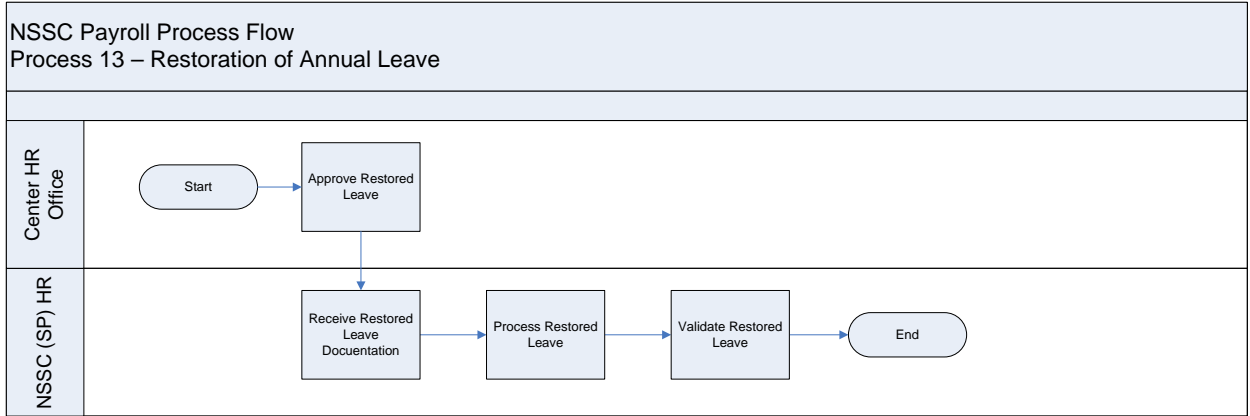 NSSC Payroll Process Flow
Process 13 – Restoration of Annual Leave
Center HR
Office
Start
Approve Restored
Leave
NSSC (SP) HR
Receive Restored
Leave
Docuentation
Process Restored
Leave
Validate Restored
Leave
End